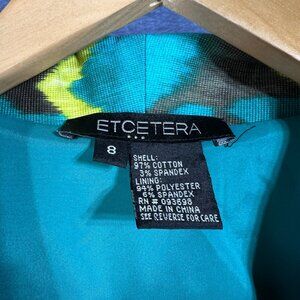 ETCETERA
8
SHELL:
97% COTTON
3% SPANDEX
LINING:
94% POLYESTER
6% SPANDEX
RN # 093698
MADE IN CHINA
SEE REVERSE FOR CARE